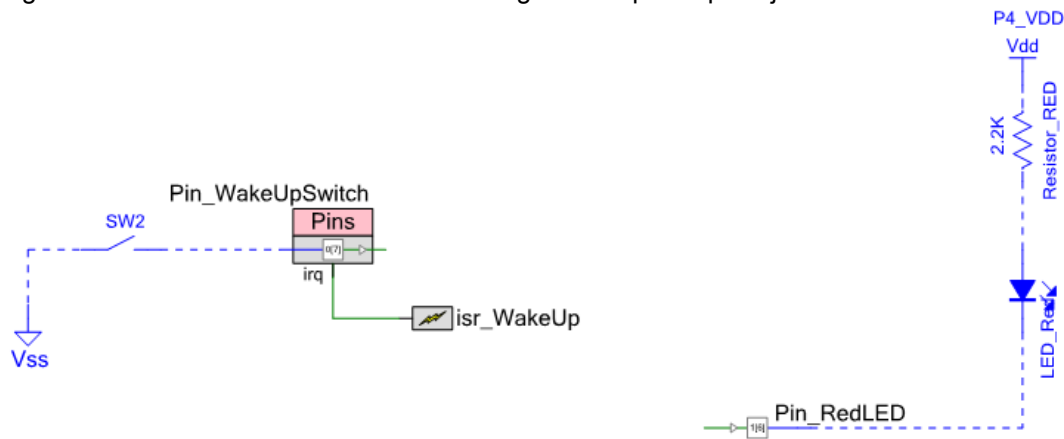 P4_VDD
Vdd
2.2K
Resistor_RED
Pin_WakeUpSwitch
SW2
Pins
0[7]
irq
isr_WakeUp
Vss
LED_Red
Pin_RedLED
1[6]